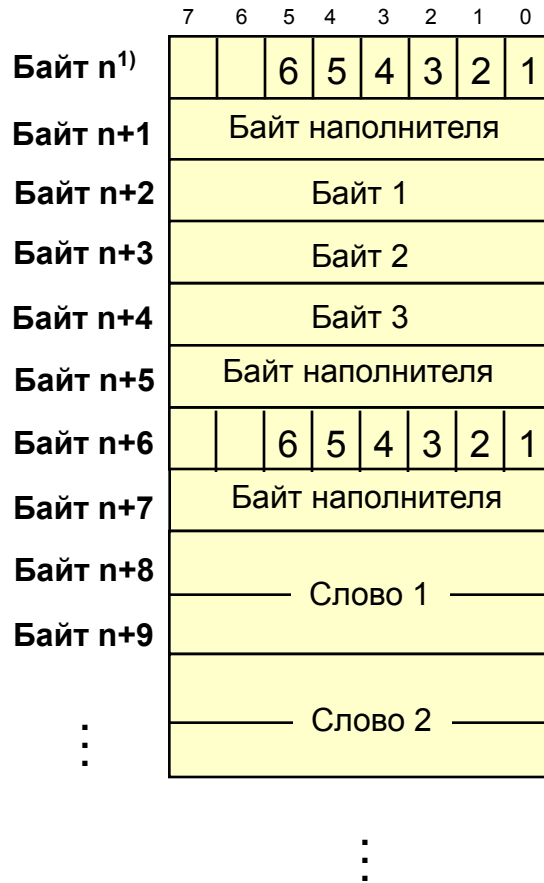 7 6 5 4 3 2 1 0
Байт n1) 6 5 4 3 2 1
Байт n+1 Байт наполнителя
Байт n+2 Байт 1
Байт n+3 Байт 2
Байт n+4 Байт 3
Байт n+5 Байт наполнителя
Байт n+6 6 5 4 3 2 1
Байт n+7 Байт наполнителя
Байт n+8
Слово 1
Байт n+9
Слово 2